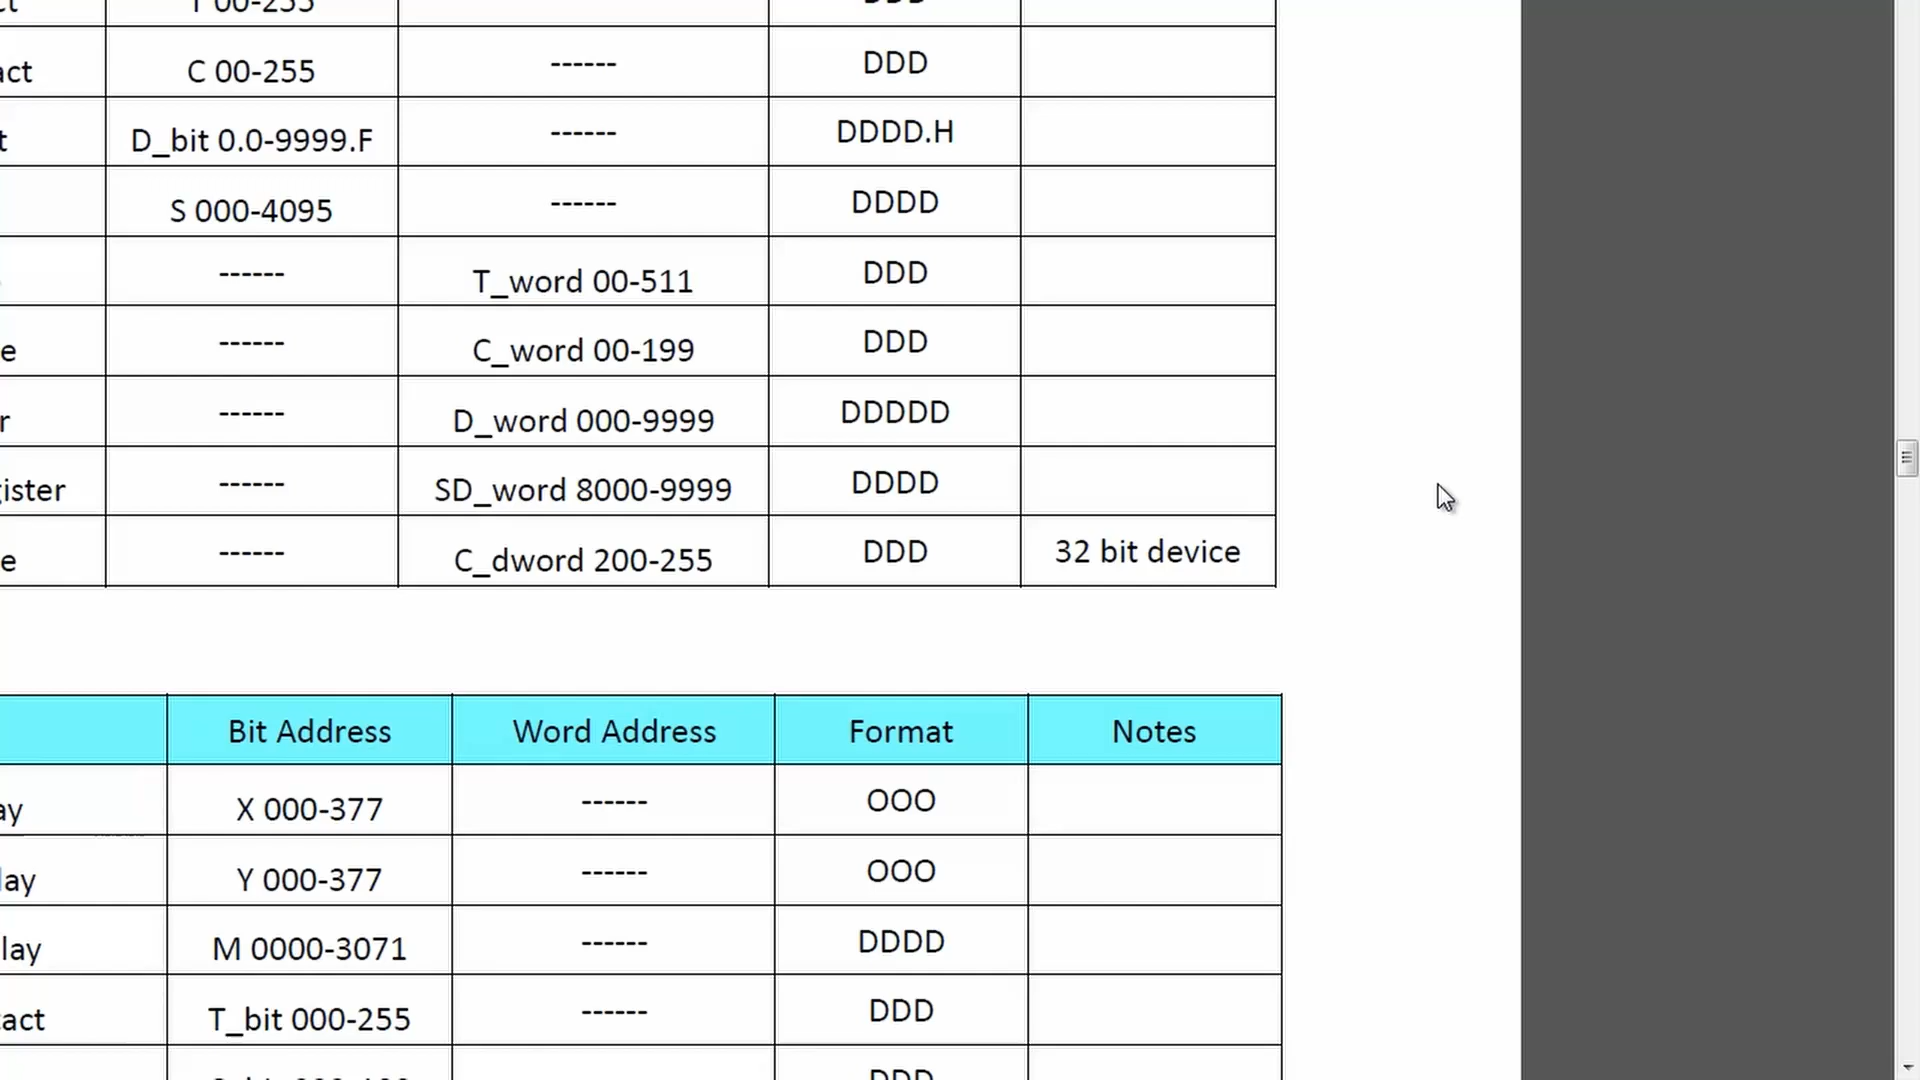 C 00-255 ------ DDD
D_bit 0.0-9999.F ------ DDDD.H
S 000-4095 ------ DDDD
------ T_word 00-511 DDD
e ------ C_word 00-199 DDD
r ------ D_word 000-9999 DDDDD
ister ------ SD_word 8000-9999 DDDD
e ------ C_dword 200-255 DDD 32 bit device
Bit Address Word Address Format Notes
ay X 000-377 ------ OOO
lay Y 000-377 ------ OOO
lay M 0000-3071 ------ DDDD
tact T_bit 000-255 ------ DDD